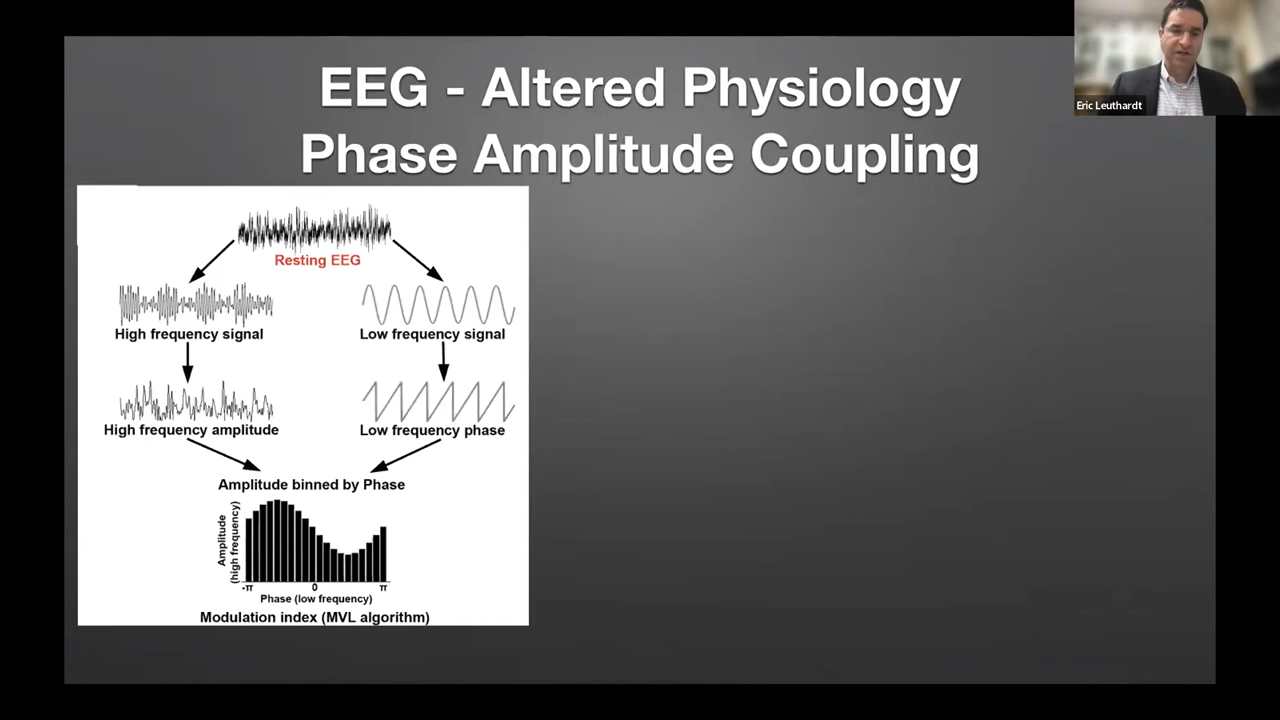 EEG - Altered Physiology
Phase Amplitude Coupling
Eric Leuthardt
Resting EEG
High frequency signal
Low frequency signal
High frequency amplitude
Low frequency phase
Amplitude binned by Phase
Amplitude
(high frequency)
-π 0 π
Phase (low frequency)
Modulation index (MVL algorithm)